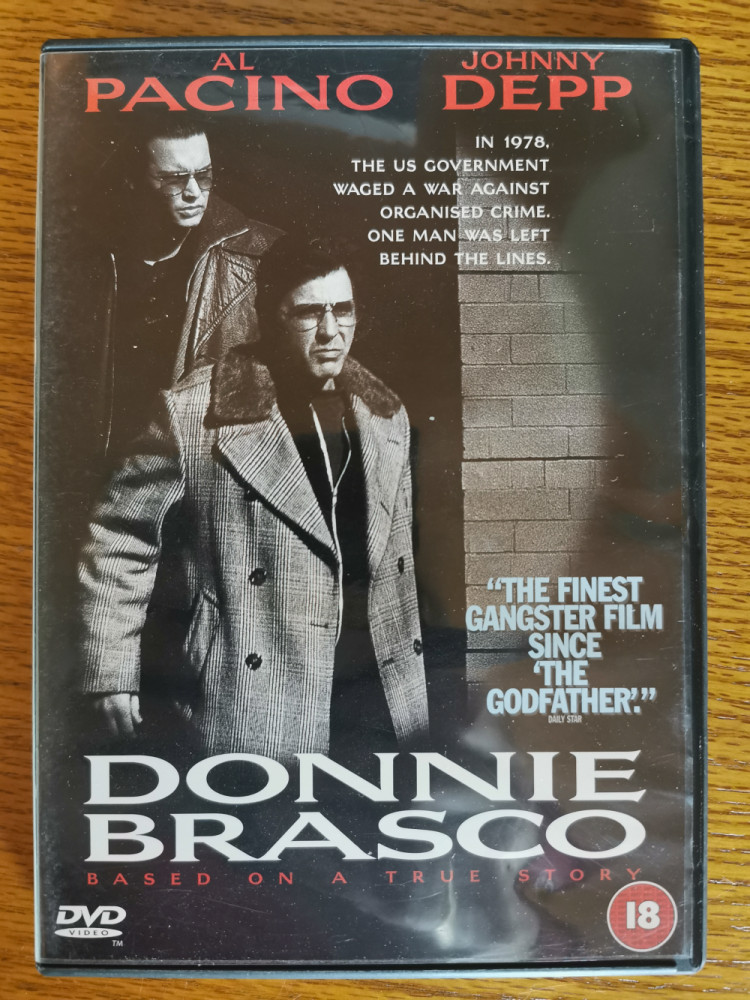 AL
PACINO
JOHNNY
DEPP
IN 1978,
THE US GOVERNMENT
WAGED A WAR AGAINST
ORGANISED CRIME.
ONE MAN WAS LEFT
BEHIND THE LINES.
“THE FINEST
GANGSTER FILM
SINCE
‘THE
GODFATHER’.”
DAILY STAR
DONNIE
BRASCO
BASED ON A TRUE STORY
DVD
VIDEO
TM
18